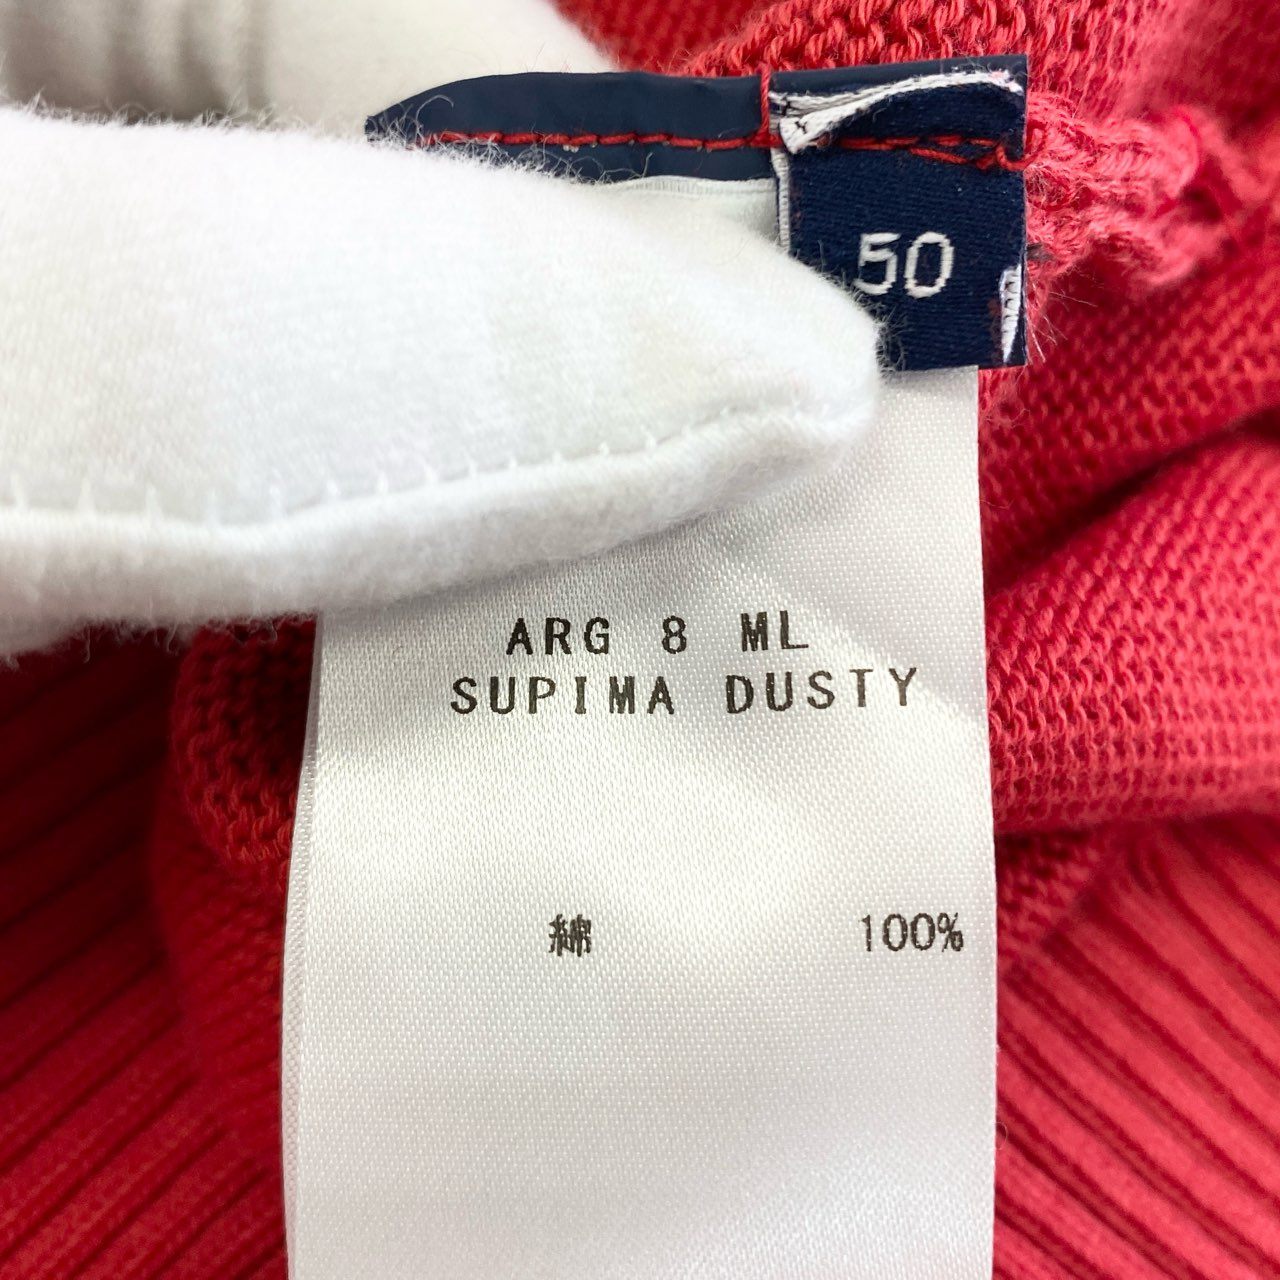 50
ARG 8 ML
SUPIMA DUSTY
綿 100%